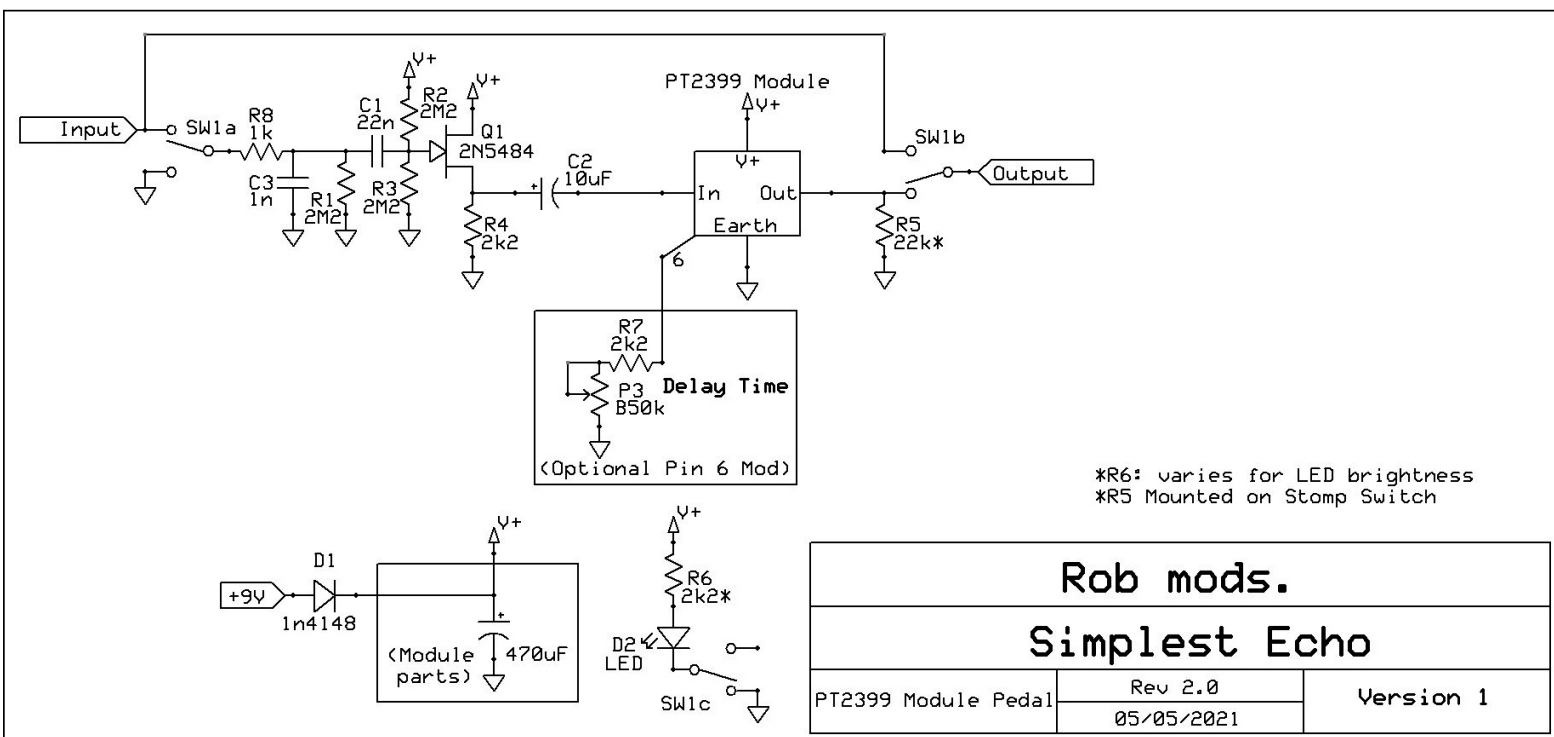 V+
V+
PT2399 Module
V+
R2
2M2
C1
22n
R8
1k
Input
SW1a
Q1
2N5484
SW1b
C2
10uF
+
V+
Output
C3
1n
R1
2M2
R3
2M2
In
Out
R4
2k2
Earth
R5
22k*
6
R7
2k2
P3
B50k
Delay Time
(Optional Pin 6 Mod)
*R6: varies for LED brightness
*R5 Mounted on Stomp Switch
V+
V+
D1
+9V
1n4148
+
470uF
(Module
parts)
R6
2k2*
D2
LED
SW1c
Rob mods.
Simplest Echo
PT2399 Module Pedal
Rev 2.0
05/05/2021
Version 1